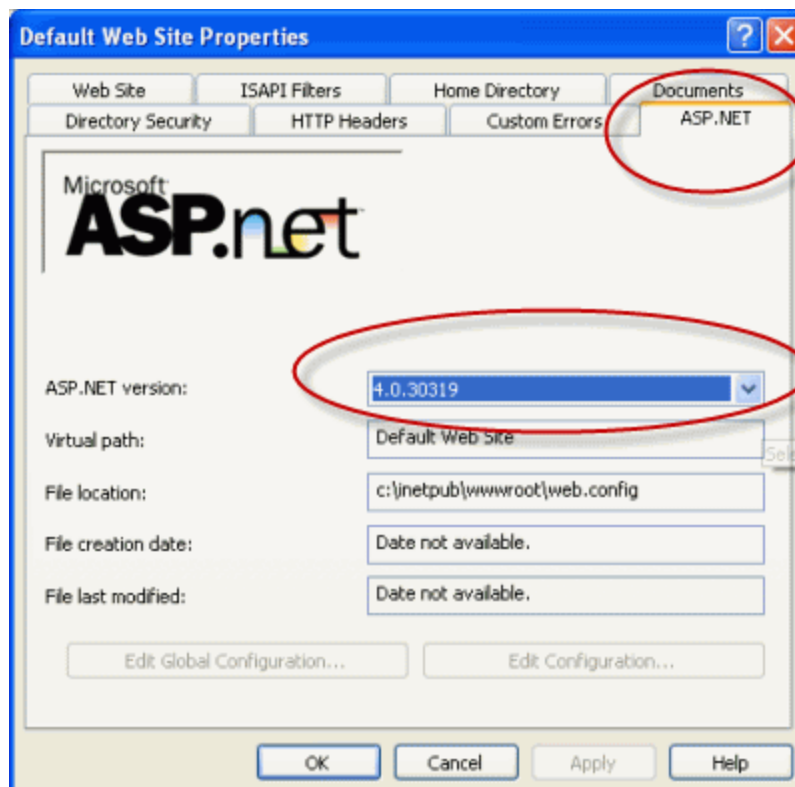 Default Web Site Properties
Web Site ISAPI Filters Home Directory Documents
Directory Security HTTP Headers Custom Errors ASP.NET
Microsoft
ASP.net
ASP.NET version: 4.0.30319
Virtual path: Default Web Site
File location: c:\inetpub\wwwroot\web.config
File creation date: Date not available.
File last modified: Date not available.
Edit Global Configuration... Edit Configuration...
OK Cancel Apply Help